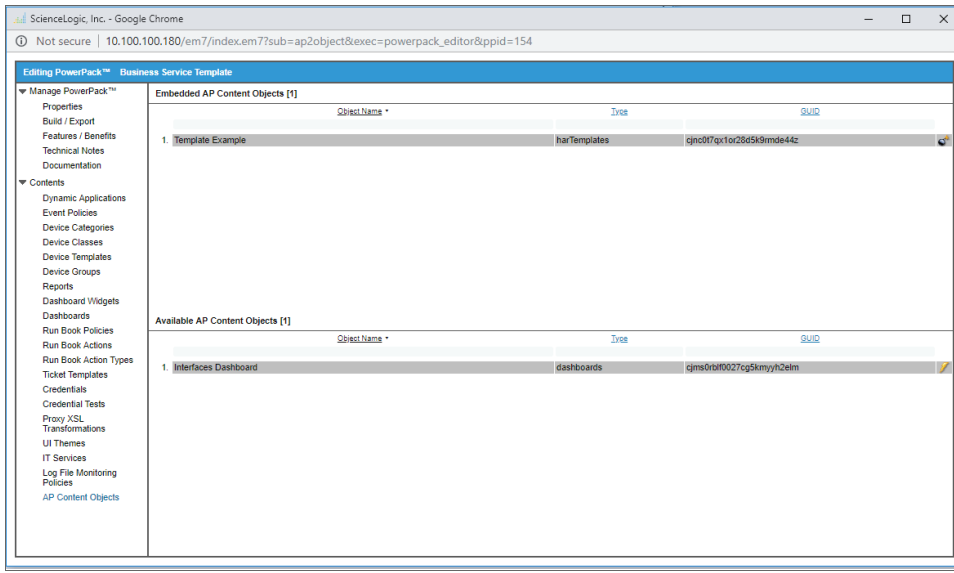 ScienceLogic, Inc. - Google Chrome
Not secure | 10.100.100.180/em7/index.em7?sub=ap2object&exec=powerpack_editor&ppid=154
Editing PowerPack™ Business Service Template
Manage PowerPack™
Properties
Build / Export
Features / Benefits
Technical Notes
Documentation
Contents
Dynamic Applications
Event Policies
Device Categories
Device Classes
Device Templates
Device Groups
Reports
Dashboard Widgets
Dashboards
Run Book Policies
Run Book Actions
Run Book Action Types
Ticket Templates
Credentials
Credential Tests
Proxy XSL
Transformations
UI Themes
IT Services
Log File Monitoring
Policies
AP Content Objects
Embedded AP Content Objects [1]
Object Name Type GUID
1. Template Example harTemplates cjnc0f7qx1or28d5k9rmde44z
Available AP Content Objects [1]
Object Name Type GUID
1. Interfaces Dashboard dashboards cjms0rblf0027cg5kmyyh2elm